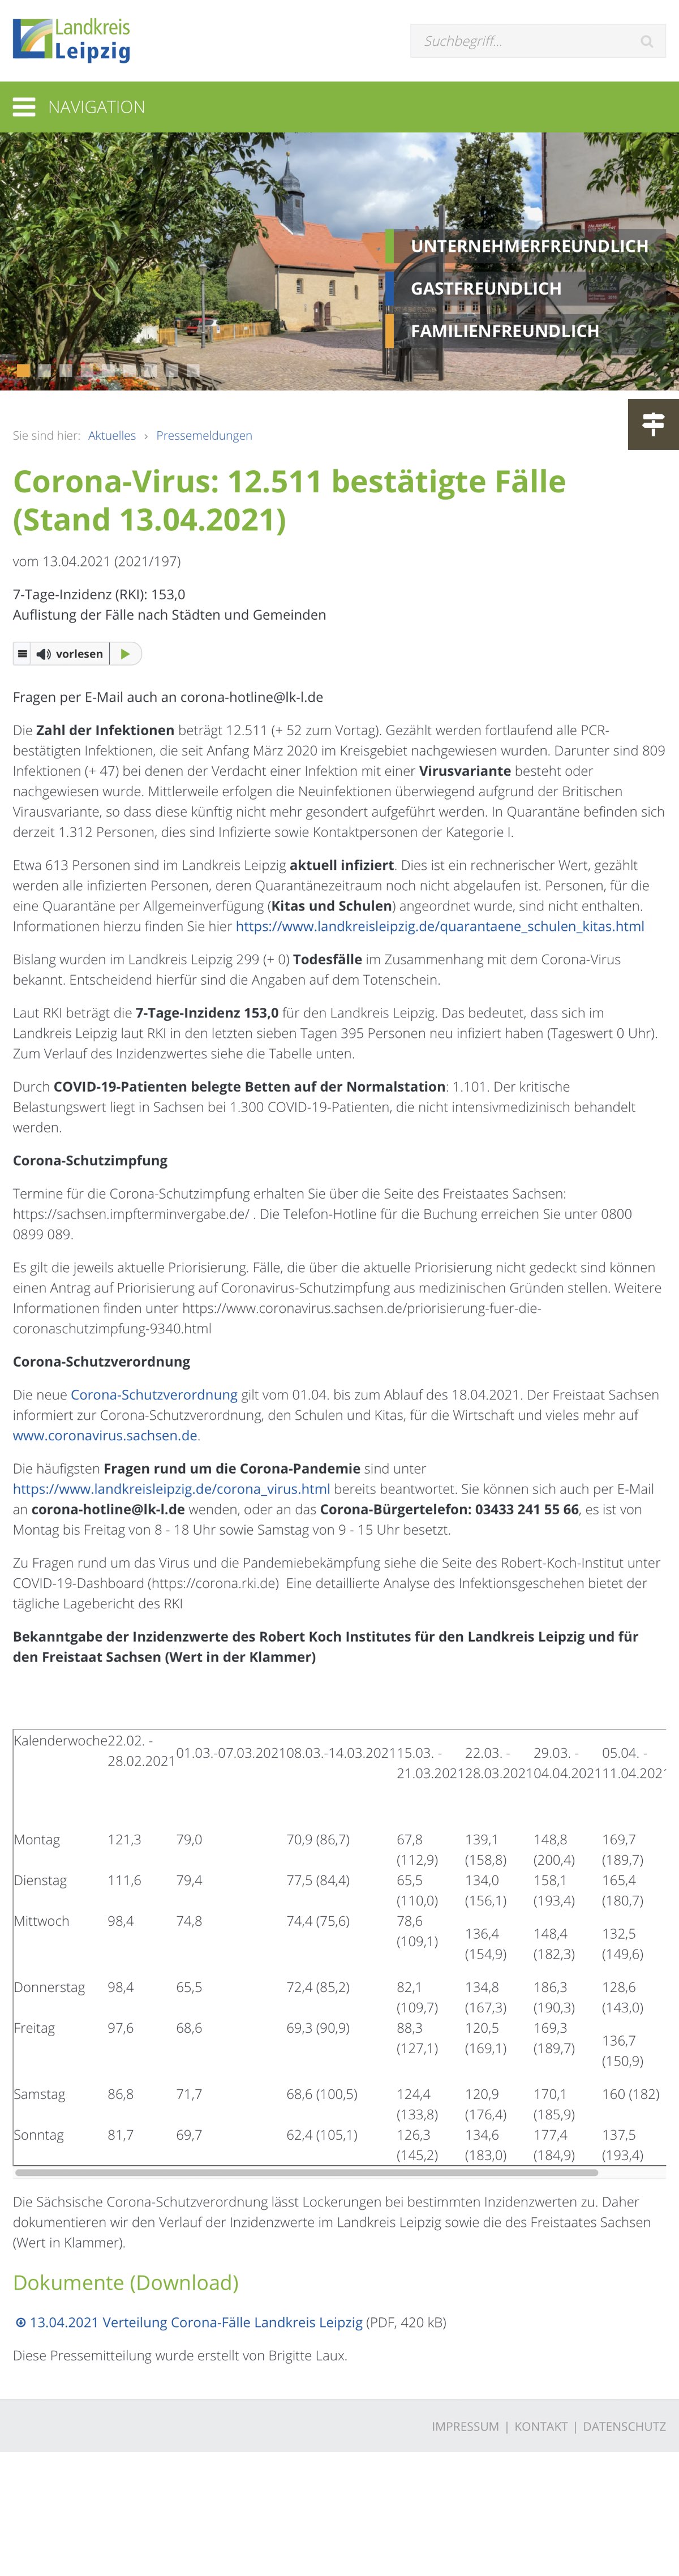 Landkreis
Leipzig
Suchbegriff...
NAVIGATION
UNTERNEHMERFREUNDLICH
GASTFREUNDLICH
FAMILIENFREUNDLICH
Sie sind hier: Aktuelles › Pressemeldungen
Corona-Virus: 12.511 bestätigte Fälle
(Stand 13.04.2021)
vom 13.04.2021 (2021/197)
7-Tage-Inzidenz (RKI): 153,0
Auflistung der Fälle nach Städten und Gemeinden
vorlesen
Fragen per E-Mail auch an corona-hotline@lk-l.de
Die Zahl der Infektionen beträgt 12.511 (+ 52 zum Vortag). Gezählt werden fortlaufend alle PCR-
bestätigten Infektionen, die seit Anfang März 2020 im Kreisgebiet nachgewiesen wurden. Darunter sind 809
Infektionen (+ 47) bei denen der Verdacht einer Infektion mit einer Virusvariante besteht oder
nachgewiesen wurde. Mittlerweile erfolgen die Neuinfektionen überwiegend aufgrund der Britischen
Virausvariante, so dass diese künftig nicht mehr gesondert aufgeführt werden. In Quarantäne befinden sich
derzeit 1.312 Personen, dies sind Infizierte sowie Kontaktpersonen der Kategorie I.
Etwa 613 Personen sind im Landkreis Leipzig aktuell infiziert. Dies ist ein rechnerischer Wert, gezählt
werden alle infizierten Personen, deren Quarantänezeitraum noch nicht abgelaufen ist. Personen, für die
eine Quarantäne per Allgemeinverfügung (Kitas und Schulen) angeordnet wurde, sind nicht enthalten.
Informationen hierzu finden Sie hier https://www.landkreisleipzig.de/quarantaene_schulen_kitas.html
Bislang wurden im Landkreis Leipzig 299 (+ 0) Todesfälle im Zusammenhang mit dem Corona-Virus
bekannt. Entscheidend hierfür sind die Angaben auf dem Totenschein.
Laut RKI beträgt die 7-Tage-Inzidenz 153,0 für den Landkreis Leipzig. Das bedeutet, dass sich im
Landkreis Leipzig laut RKI in den letzten sieben Tagen 395 Personen neu infiziert haben (Tageswert 0 Uhr).
Zum Verlauf des Inzidenzwertes siehe die Tabelle unten.
Durch COVID-19-Patienten belegte Betten auf der Normalstation: 1.101. Der kritische
Belastungswert liegt in Sachsen bei 1.300 COVID-19-Patienten, die nicht intensivmedizinisch behandelt
werden.
Corona-Schutzimpfung
Termine für die Corona-Schutzimpfung erhalten Sie über die Seite des Freistaates Sachsen:
https://sachsen.impfterminvergabe.de/ . Die Telefon-Hotline für die Buchung erreichen Sie unter 0800
0899 089.
Es gilt die jeweils aktuelle Priorisierung. Fälle, die über die aktuelle Priorisierung nicht gedeckt sind können
einen Antrag auf Priorisierung auf Coronavirus-Schutzimpfung aus medizinischen Gründen stellen. Weitere
Informationen finden unter https://www.coronavirus.sachsen.de/priorisierung-fuer-die-
coronaschutzimpfung-9340.html
Corona-Schutzverordnung
Die neue Corona-Schutzverordnung gilt vom 01.04. bis zum Ablauf des 18.04.2021. Der Freistaat Sachsen
informiert zur Corona-Schutzverordnung, den Schulen und Kitas, für die Wirtschaft und vieles mehr auf
www.coronavirus.sachsen.de.
Die häufigsten Fragen rund um die Corona-Pandemie sind unter
https://www.landkreisleipzig.de/corona_virus.html bereits beantwortet. Sie können sich auch per E-Mail
an corona-hotline@lk-l.de wenden, oder an das Corona-Bürgertelefon: 03433 241 55 66, es ist von
Montag bis Freitag von 8 - 18 Uhr sowie Samstag von 9 - 15 Uhr besetzt.
Zu Fragen rund um das Virus und die Pandemiebekämpfung siehe die Seite des Robert-Koch-Institut unter
COVID-19-Dashboard (https://corona.rki.de)  Eine detaillierte Analyse des Infektionsgeschehen bietet der
tägliche Lagebericht des RKI
Bekanntgabe der Inzidenzwerte des Robert Koch Institutes für den Landkreis Leipzig und für
den Freistaat Sachsen (Wert in der Klammer)
Kalenderwoche 22.02. - 28.02.2021 01.03.-07.03.2021 08.03.-14.03.2021 15.03. - 21.03.2021 22.03. - 28.03.2021 29.03. - 04.04.2021 05.04. - 11.04.2021
Montag 121,3 79,0 70,9 (86,7) 67,8 (112,9) 139,1 (158,8) 148,8 (200,4) 169,7 (189,7)
Dienstag 111,6 79,4 77,5 (84,4) 65,5 (110,0) 134,0 (156,1) 158,1 (193,4) 165,4 (180,7)
Mittwoch 98,4 74,8 74,4 (75,6) 78,6 (109,1) 136,4 (154,9) 148,4 (182,3) 132,5 (149,6)
Donnerstag 98,4 65,5 72,4 (85,2) 82,1 (109,7) 134,8 (167,3) 186,3 (190,3) 128,6 (143,0)
Freitag 97,6 68,6 69,3 (90,9) 88,3 (127,1) 120,5 (169,1) 169,3 (189,7) 136,7 (150,9)
Samstag 86,8 71,7 68,6 (100,5) 124,4 (133,8) 120,9 (176,4) 170,1 (185,9) 160 (182)
Sonntag 81,7 69,7 62,4 (105,1) 126,3 (145,2) 134,6 (183,0) 177,4 (184,9) 137,5 (193,4)
Die Sächsische Corona-Schutzverordnung lässt Lockerungen bei bestimmten Inzidenzwerten zu. Daher
dokumentieren wir den Verlauf der Inzidenzwerte im Landkreis Leipzig sowie die des Freistaates Sachsen
(Wert in Klammer).
Dokumente (Download)
13.04.2021 Verteilung Corona-Fälle Landkreis Leipzig (PDF, 420 kB)
Diese Pressemitteilung wurde erstellt von Brigitte Laux.
IMPRESSUM | KONTAKT | DATENSCHUTZ